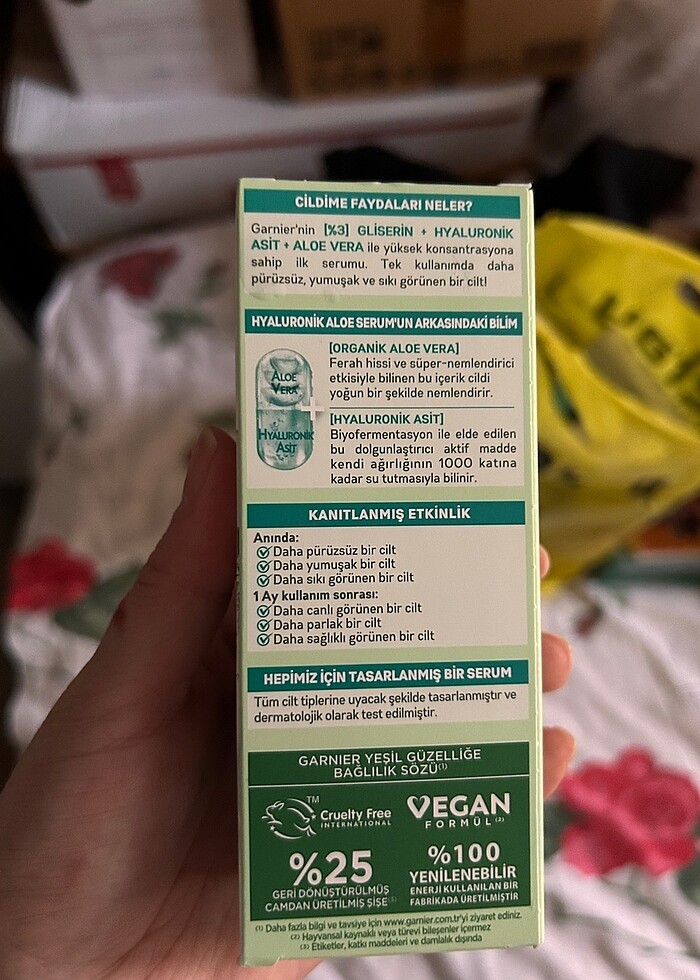 CİLDİME FAYDALARI NELER?
Garnier'nin [%3] GLİSERİN + HYALURONİK
ASİT + ALOE VERA ile yüksek konsantrasyona
sahip ilk serumu. Tek kullanımda daha
pürüzsüz, yumuşak ve sıkı görünen bir cilt!
HYALURONİK ALOE SERUM'UN ARKASINDAKİ BİLİM
ALOE
VERA
+
HYALURONİK
ASİT
[ORGANİK ALOE VERA]
Ferah hissi ve süper-nemlendirici
etkisiyle bilinen bu içerik cildi
yoğun bir şekilde nemlendirir.
[HYALURONİK ASİT]
Biyofermentasyon ile elde edilen
bu dolgunlaştırıcı aktif madde
kendi ağırlığının 1000 katına
kadar su tutmasıyla bilinir.
KANITLANMIŞ ETKİNLİK
Anında:
Daha pürüzsüz bir cilt
Daha yumuşak bir cilt
Daha sıkı görünen bir cilt
1 Ay kullanım sonrası:
Daha canlı görünen bir cilt
Daha parlak bir cilt
Daha sağlıklı görünen bir cilt
HEPİMİZ İÇİN TASARLANMIŞ BİR SERUM
Tüm cilt tiplerine uyacak şekilde tasarlanmıştır ve
dermatolojik olarak test edilmiştir.
GARNIER YEŞİL GÜZELLİĞE
BAĞLILIK SÖZÜ(1)
TM
Cruelty Free
INTERNATIONAL
VEGAN
FORMÜL(2)
%25
GERİ DÖNÜŞTÜRÜLMÜŞ
CAMDAN ÜRETİLMİŞ ŞİŞE(3)
%100
YENİLENEBİLİR
ENERJİ KULLANILAN BİR
FABRİKADA ÜRETİLMİŞTİR
(1) Daha fazla bilgi ve tavsiye için www.garnier.com.tr'yi ziyaret ediniz.
(2) Hayvansal kaynaklı veya türevi bileşenler içermez
(3) Etiketler, katkı maddeleri ve damlalık dışında